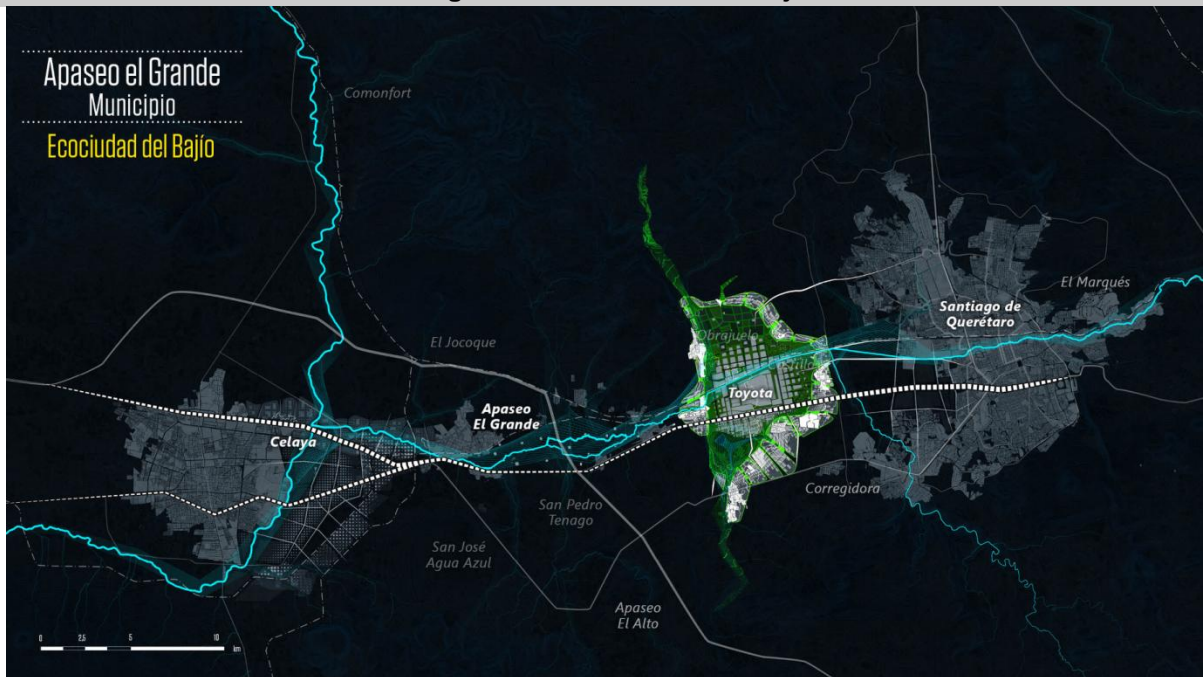 Apaseo el Grande
Municipio
Ecociudad del Bajío
Comonfort
El Marqués
Santiago de
Querétaro
Obrajuelo
El Jocoque
Toyota
Apaseo
El Grande
Celaya
Corregidora
San Pedro
Tenago
San José
Agua Azul
Apaseo
El Alto
0 2.5 5 10
km